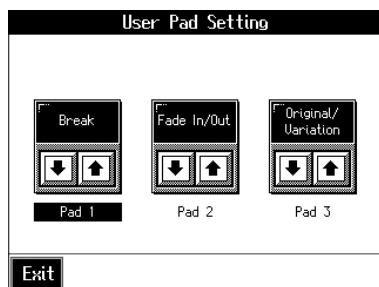 User Pad Setting
Break
Fade In/Out
Original/
Variation
Pad 1
Pad 2
Pad 3
Exit